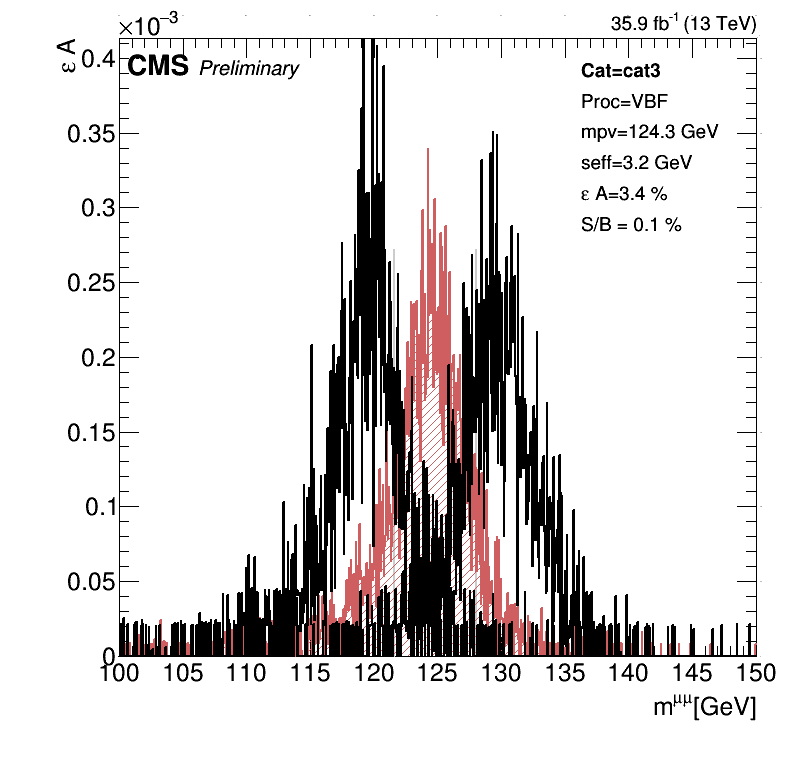 ×10⁻³
35.9 fb⁻¹ (13 TeV)
ε A
CMS Preliminary
Cat=cat3
Proc=VBF
mpv=124.3 GeV
seff=3.2 GeV
ε A=3.4 %
S/B = 0.1 %
0.4
0.35
0.3
0.25
0.2
0.15
0.1
0.05
0
100 105 110 115 120 125 130 135 140 145 150
m^μμ[GeV]